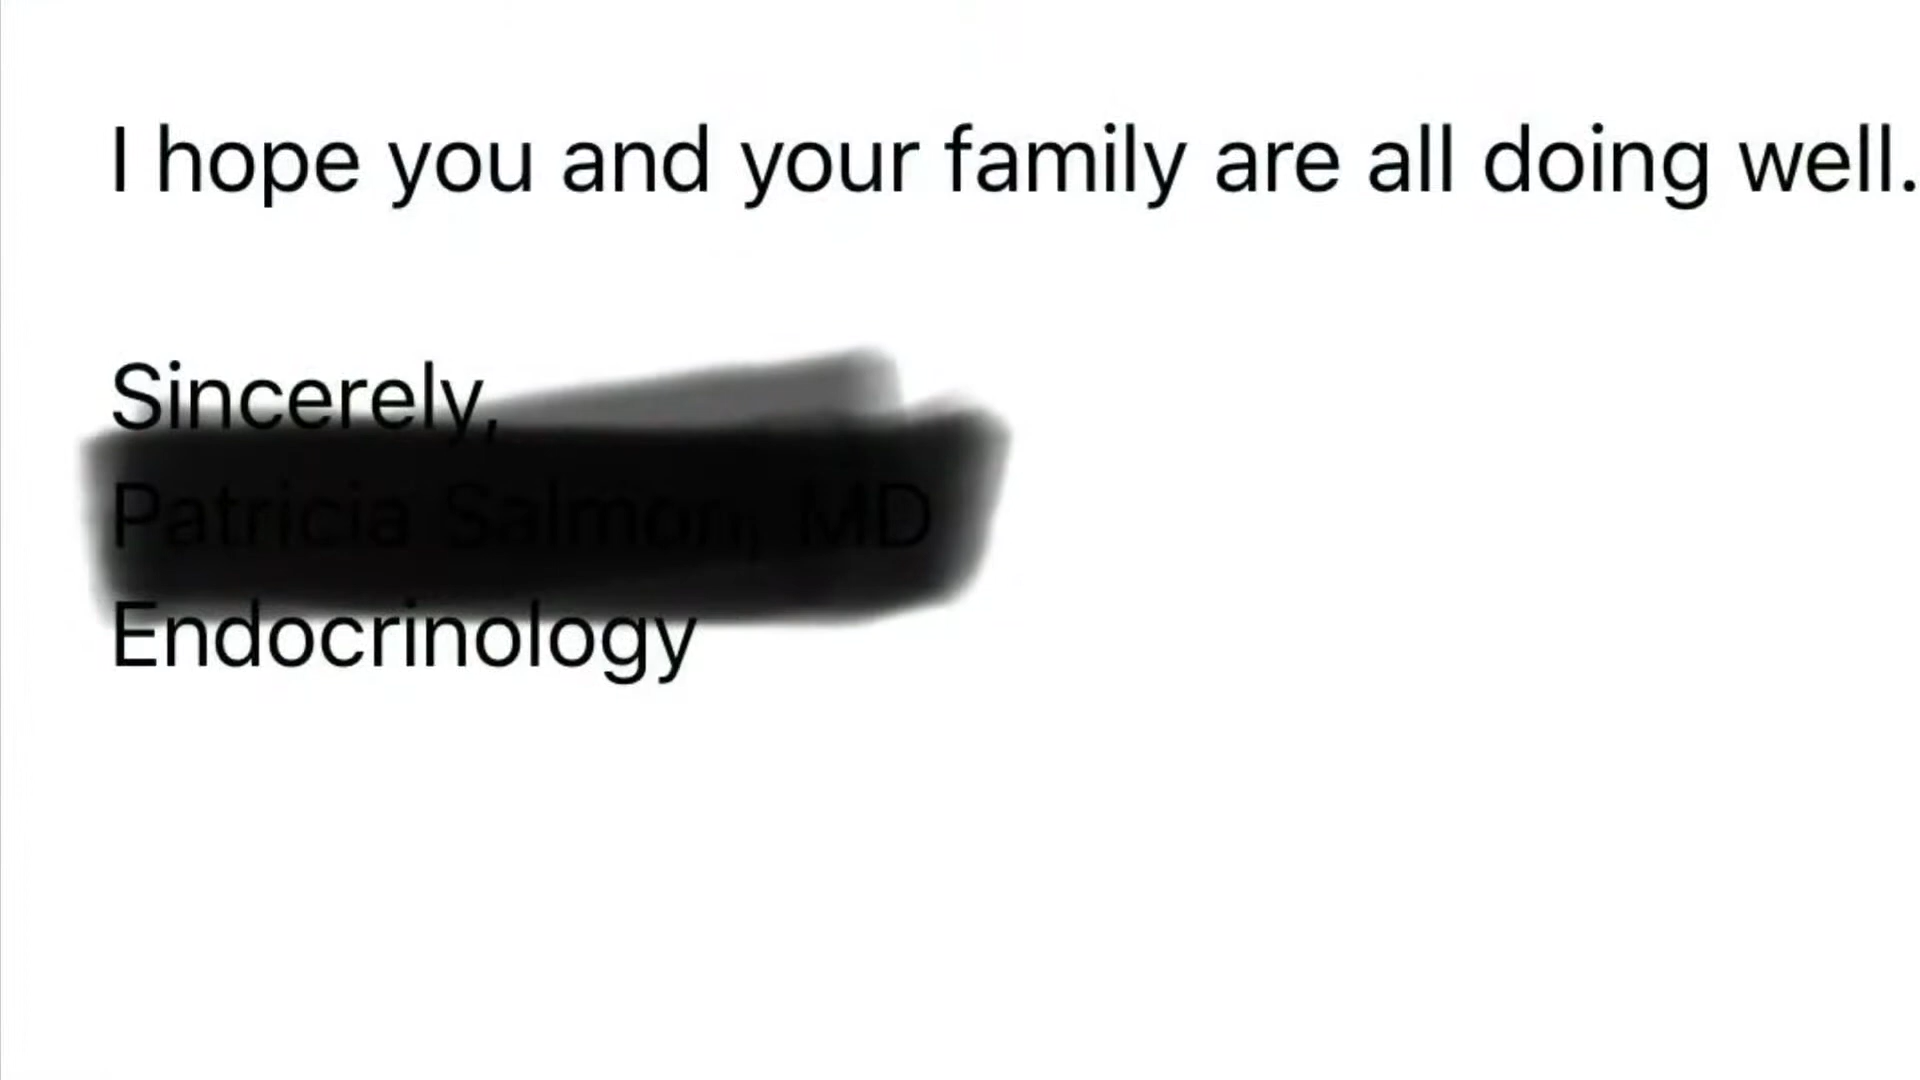 I hope you and your family are all doing well.
Sincerely,
Endocrinology